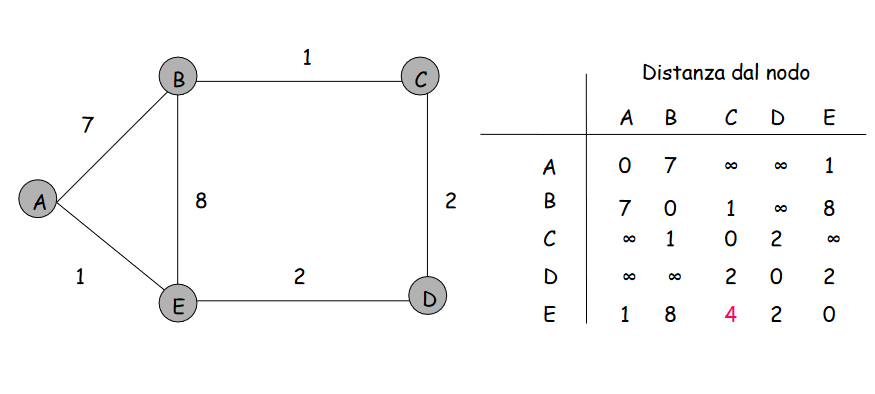 1
B
C
7
8
2
A
1
2
E
D
Distanza dal nodo
A B C D E
A 0 7 ∞ ∞ 1
B 7 0 1 ∞ 8
C ∞ 1 0 2 ∞
D ∞ ∞ 2 0 2
E 1 8 4 2 0